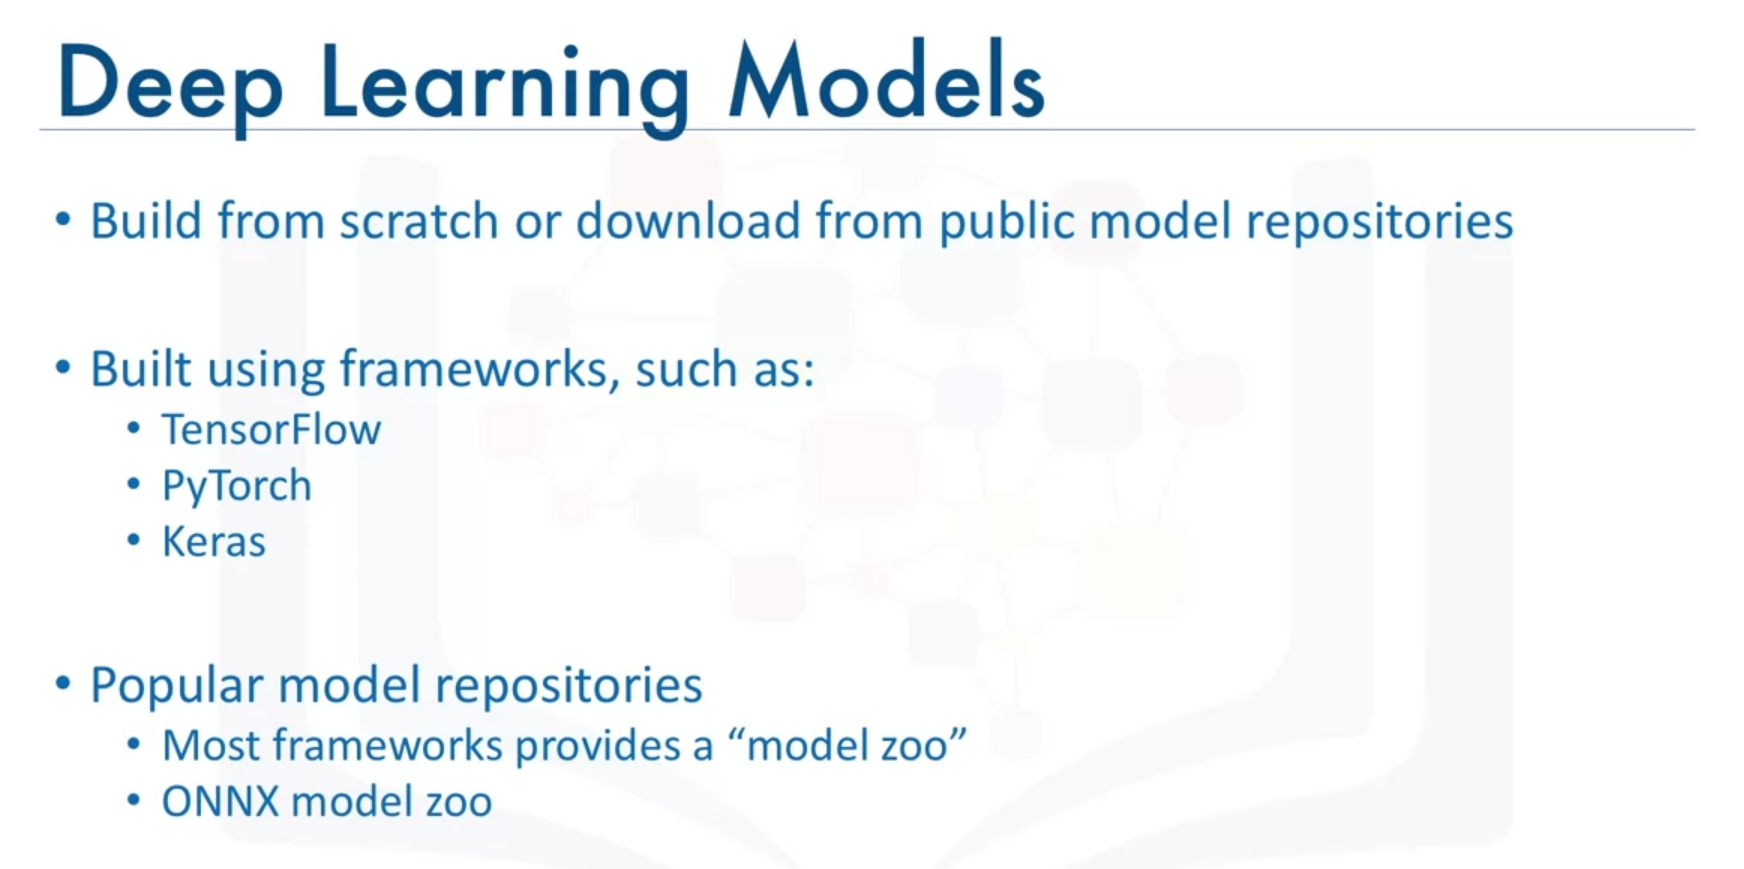 Deep Learning Models
• Build from scratch or download from public model repositories
• Built using frameworks, such as:
• TensorFlow
• PyTorch
• Keras
• Popular model repositories
• Most frameworks provides a “model zoo”
• ONNX model zoo